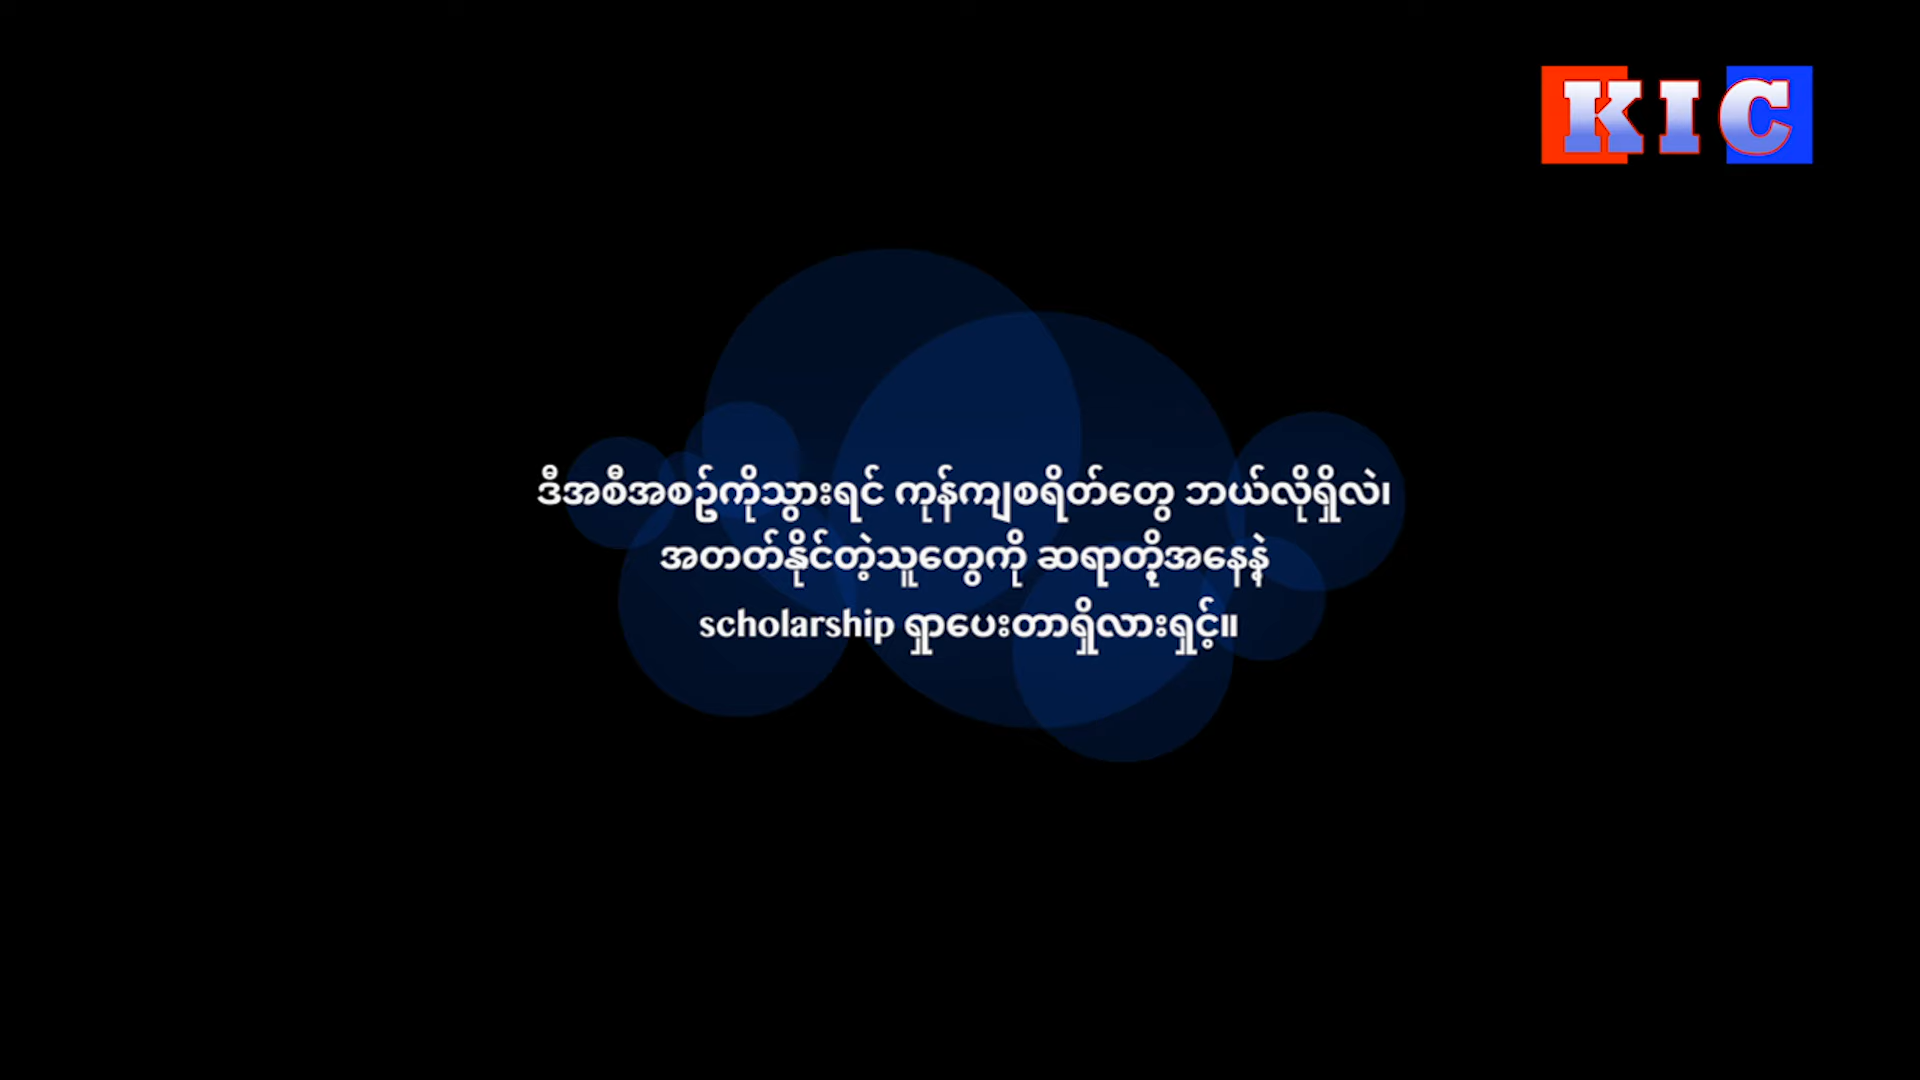 KIC
ဒီအစီအစဥ်ကိုသွားရင် ကုန်ကျစရိတ်တွေ ဘယ်လိုရှိလဲ၊
အတတ်နိုင်တဲ့သူတွေကို ဆရာတို့အနေနဲ့
scholarship ရှာပေးတာရှိလားရှင့်။